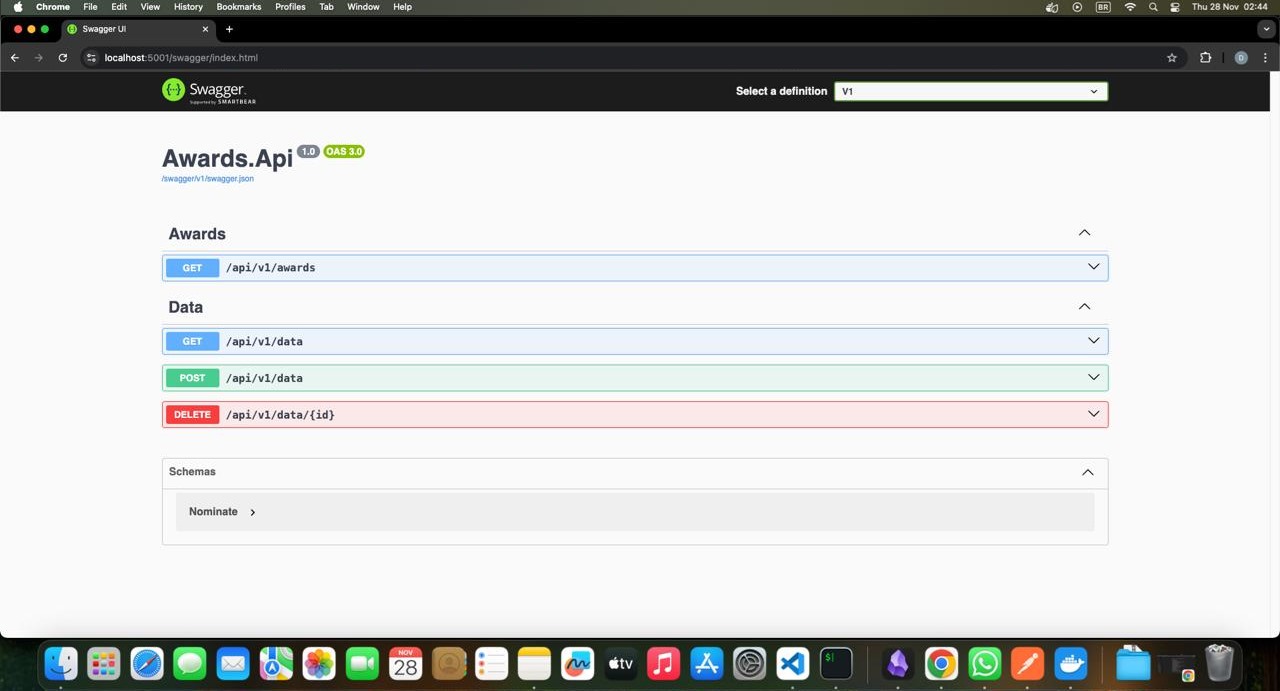 Chrome File Edit View History Bookmarks Profiles Tab Window Help BR Thu 28 Nov 02:44
Swagger UI
localhost:5001/swagger/index.html D
Swagger
Supported by SMARTBEAR
Select a definition V1
Awards.Api 1.0 OAS 3.0
/swagger/v1/swagger.json
Awards
GET /api/v1/awards
Data
GET /api/v1/data
POST /api/v1/data
DELETE /api/v1/data/{id}
Schemas
Nominate
NOV
28
tv
$